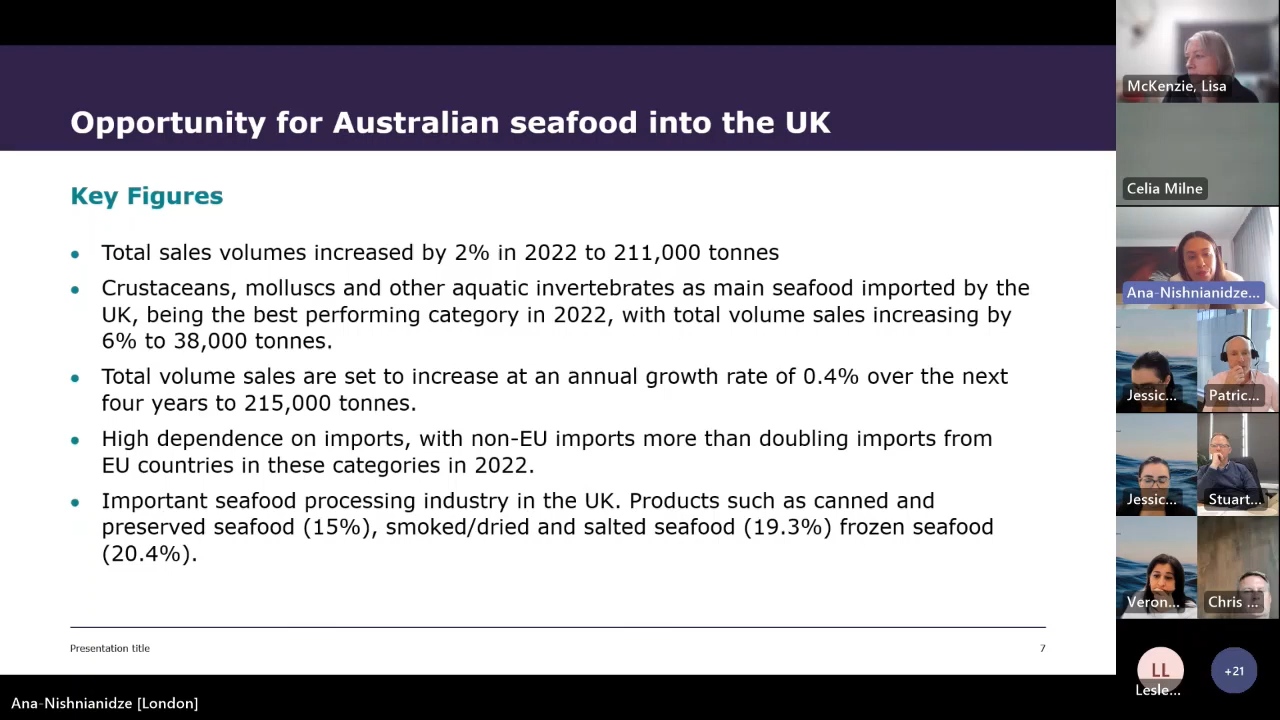 Opportunity for Australian seafood into the UK
Key Figures
• Total sales volumes increased by 2% in 2022 to 211,000 tonnes
• Crustaceans, molluscs and other aquatic invertebrates as main seafood imported by the
UK, being the best performing category in 2022, with total volume sales increasing by
6% to 38,000 tonnes.
• Total volume sales are set to increase at an annual growth rate of 0.4% over the next
four years to 215,000 tonnes.
• High dependence on imports, with non-EU imports more than doubling imports from
EU countries in these categories in 2022.
• Important seafood processing industry in the UK. Products such as canned and
preserved seafood (15%), smoked/dried and salted seafood (19.3%) frozen seafood
(20.4%).
Presentation title
7
Ana-Nishnianidze [London]
McKenzie, Lisa
Celia Milne
Ana-Nishnianidze...
Jessic...
Patric...
Jessic...
Stuart...
Veron...
Chris ...
LL
Lesle...
+21